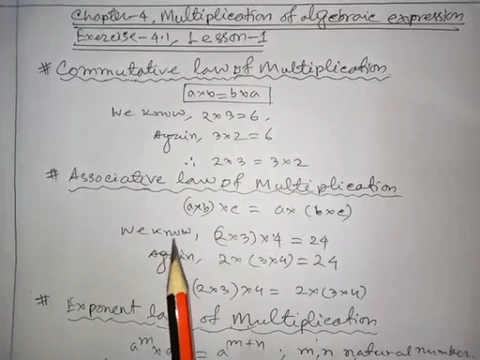 Chapter-4, Multiplication of algebraic expression
Exercise-4.1, Lesson-1
# Commutative law of Multiplication
a×b=b×a
We know, 2×3=6,
Again, 3×2=6
∴ 2×3=3×2
# Associative law of Multiplication
(a×b)×c = a×(b×c)
We know, (2×3)×4 = 24
Again, 2×(3×4) = 24
(2×3)×4 = 2×(3×4)
# Exponent of Multiplication
a^m × = a^{m+n} ; m,n natural number.